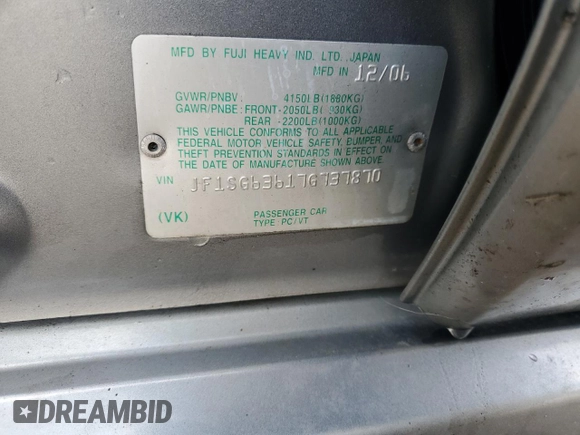 MFD BY FUJI HEAVY IND. LTD. JAPAN
MFD IN 12/06
GVWR/PNBV: 4150LB(1880KG)
GAWR/PNBE: FRONT-2050LB( 930KG)
REAR -2200LB(1000KG)
THIS VEHICLE CONFORMS TO ALL APPLICABLE
FEDERAL MOTOR VEHICLE SAFETY, BUMPER, AND
THEFT PREVENTION STANDARDS IN EFFECT ON THE
DATE OF MANUFACTURE SHOWN ABOVE.
VIN JF1SG63617G737870
(VK) PASSENGER CAR
TYPE PC/VT
DREAMBID